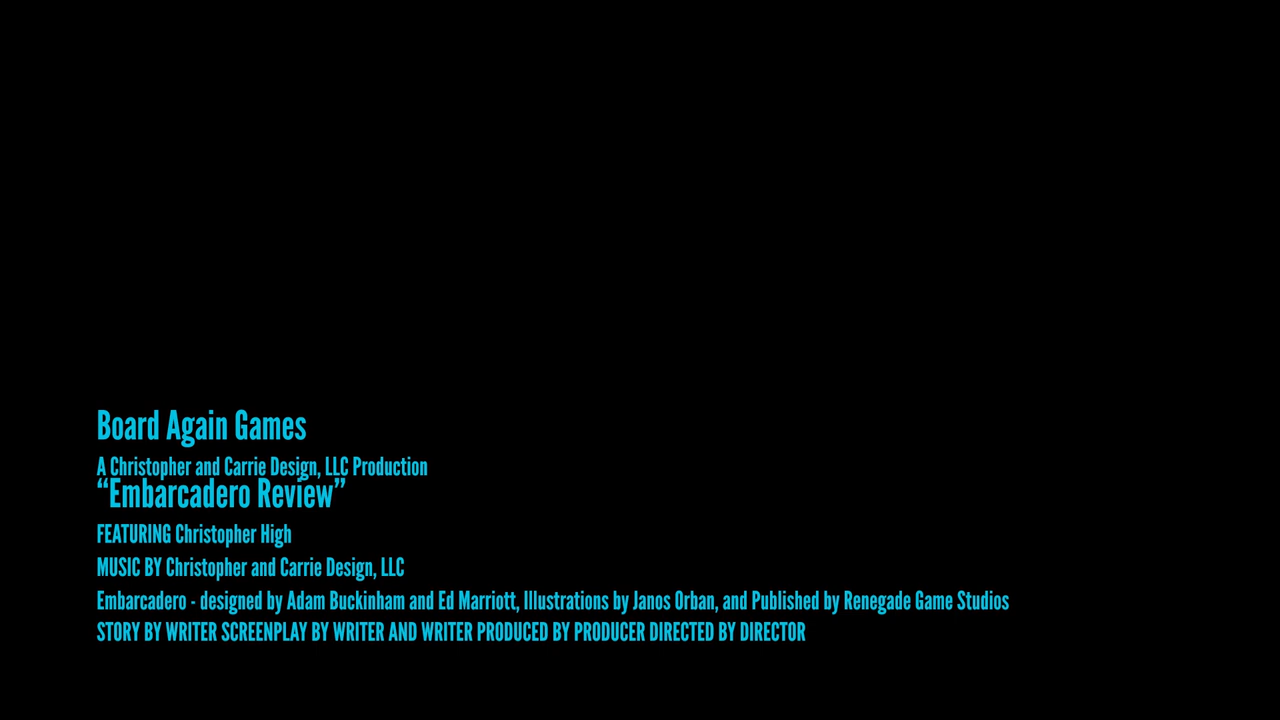 Board Again Games
A Christopher and Carrie Design, LLC Production
“Embarcadero Review”
FEATURING Christopher High
MUSIC BY Christopher and Carrie Design, LLC
Embarcadero - designed by Adam Buckinham and Ed Marriott, Illustrations by Janos Orban, and Published by Renegade Game Studios
STORY BY WRITER SCREENPLAY BY WRITER AND WRITER PRODUCED BY PRODUCER DIRECTED BY DIRECTOR